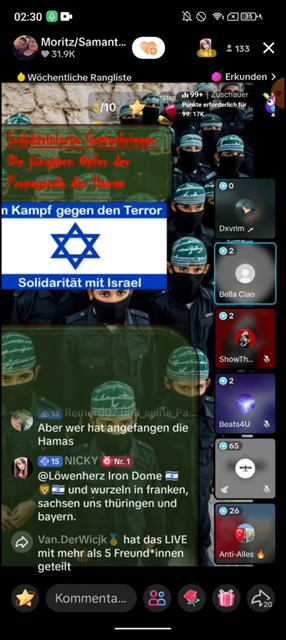 02:30
35
Moritz/Samant...
31.9K
133
Wöchentliche Rangliste
Erkunden >
3/10
99+ | Zuschauer
Punkte erforderlich für
99: 17K
Indoktrinierte Gotteskrieger
Die jüngsten Opfer der
Propaganda der Hamas
m Kampf gegen den Terror
Solidarität mit Israel
0
Dxvrim
2
Bella Ciao
2
ShowTh...
2
Beats4U
65
26
Anti-Alles 🔥
13
Aber wer hat angefangen die
Hamas
15 NICKY Nr. 1
@Löwenherz Iron Dome 🇮🇱
🦁🇮🇱 und wurzeln in franken,
sachsen uns thüringen und
bayern.
Van.DerWicjk🏅 hat das LIVE
mit mehr als 5 Freund*innen
geteilt
Kommenta...
20